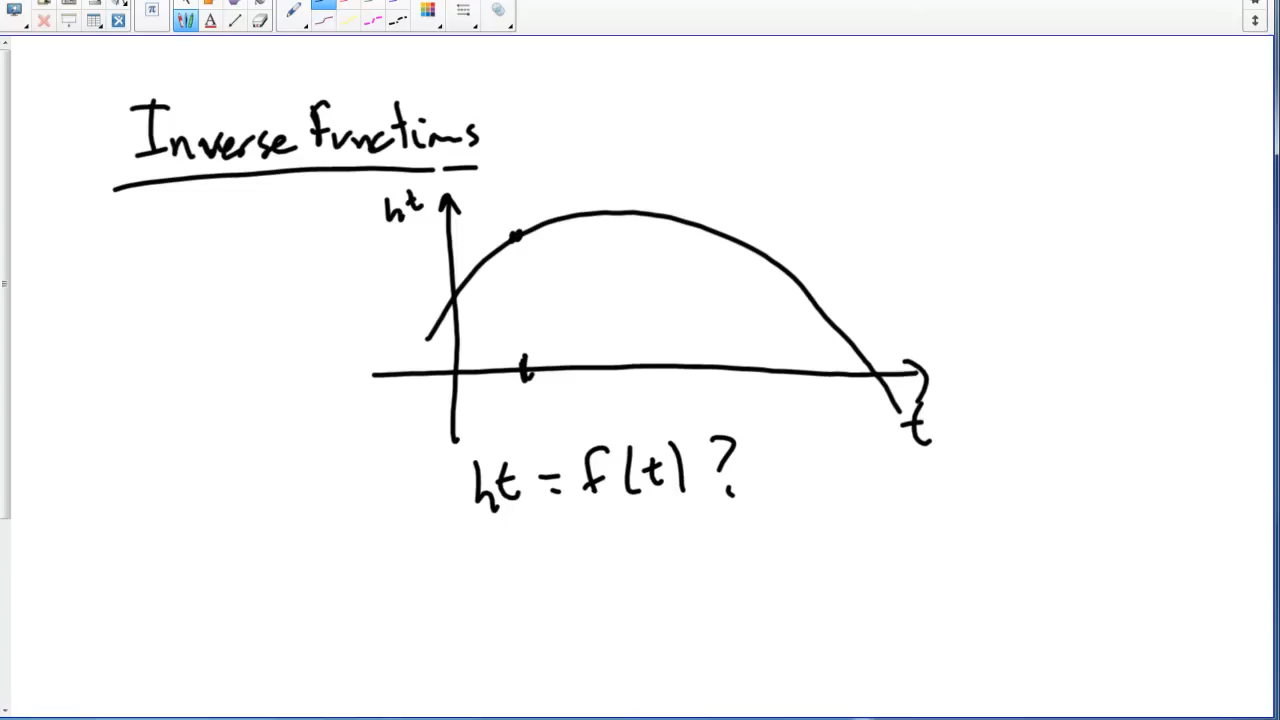 Inverse functions
ht
t
ht = f(t)?